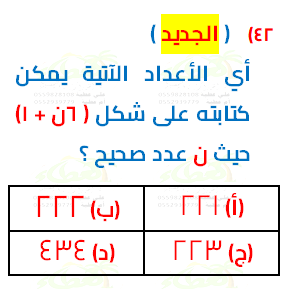 ٤٢) ( الجديد )
أي الأعداد الآتية يمكن
كتابته على شكل ( ٦ن + ١ )
حيث ن عدد صحيح ؟
(أ) ٢٢١ (ب) ٢٢٢
(ج) ٢٢٣ (د) ٤٣٤